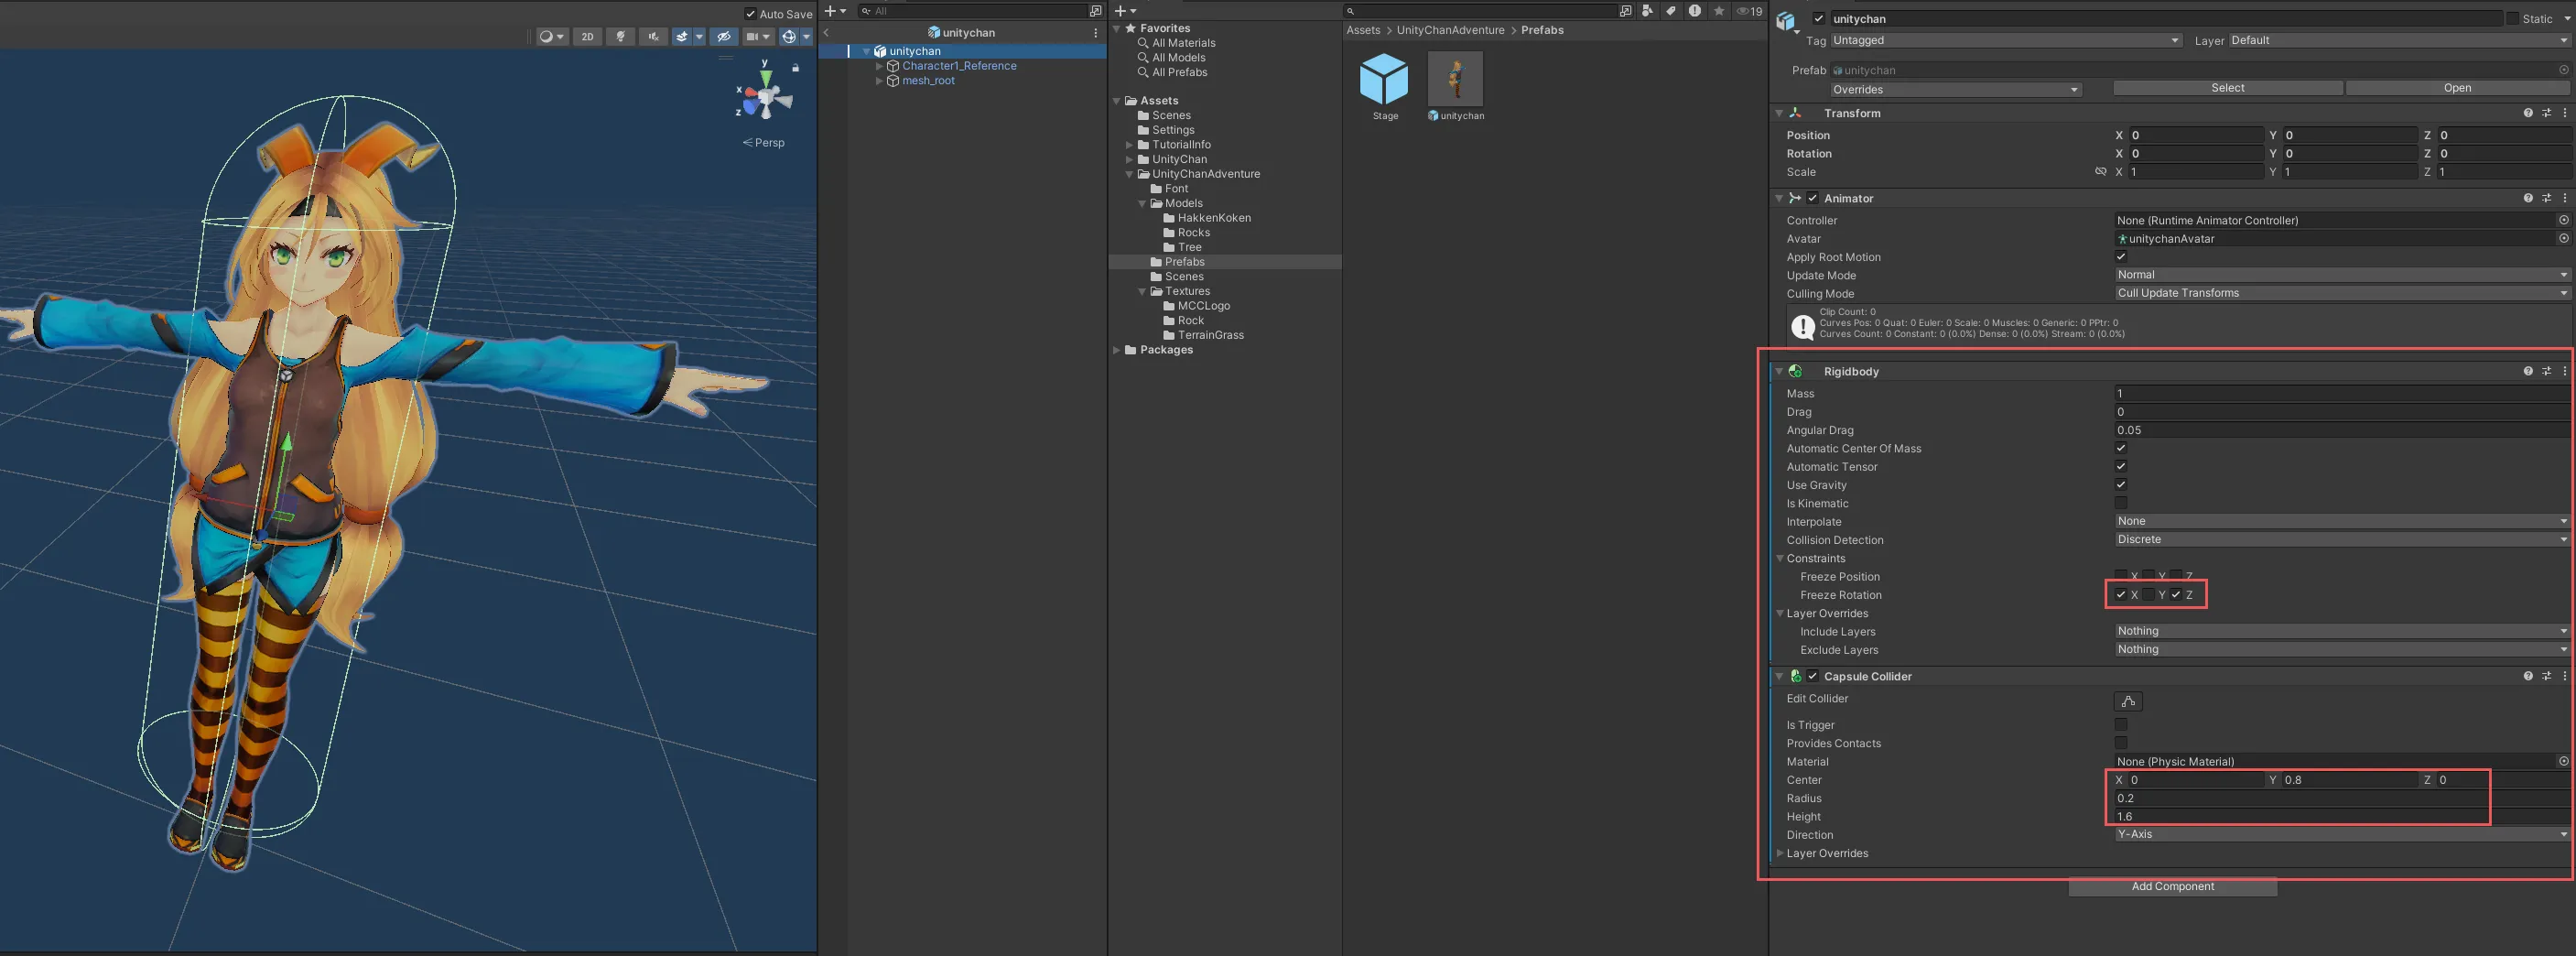 Auto Save
2D
y
x
z
Persp
All
unitychan
unitychan
Character1_Reference
mesh_root
Favorites
All Materials
All Models
All Prefabs
Assets
Scenes
Settings
TutorialInfo
UnityChan
UnityChanAdventure
Font
Models
HakkenKoken
Rocks
Tree
Prefabs
Scenes
Textures
MCCLogo
Rock
TerrainGrass
Packages
19
Assets > UnityChanAdventure > Prefabs
Stage
unitychan
unitychan
Static
Tag Untagged Layer Default
Prefab unitychan
Overrides Select Open
Transform
Position X 0 Y 0 Z 0
Rotation X 0 Y 0 Z 0
Scale X 1 Y 1 Z 1
Animator
Controller None (Runtime Animator Controller)
Avatar unitychanAvatar
Apply Root Motion
Update Mode Normal
Culling Mode Cull Update Transforms
Clip Count: 0
Curves Pos: 0 Quat: 0 Euler: 0 Scale: 0 Muscles: 0 Generic: 0 PPtr: 0
Curves Count: 0 Constant: 0 (0.0%) Dense: 0 (0.0%) Stream: 0 (0.0%)
Rigidbody
Mass 1
Drag 0
Angular Drag 0.05
Automatic Center Of Mass
Automatic Tensor
Use Gravity
Is Kinematic
Interpolate None
Collision Detection Discrete
Constraints
Freeze Position X Y Z
Freeze Rotation X Y Z
Layer Overrides
Include Layers Nothing
Exclude Layers Nothing
Capsule Collider
Edit Collider
Is Trigger
Provides Contacts
Material None (Physic Material)
Center X 0 Y 0.8 Z 0
Radius 0.2
Height 1.6
Direction Y-Axis
Layer Overrides
Add Component